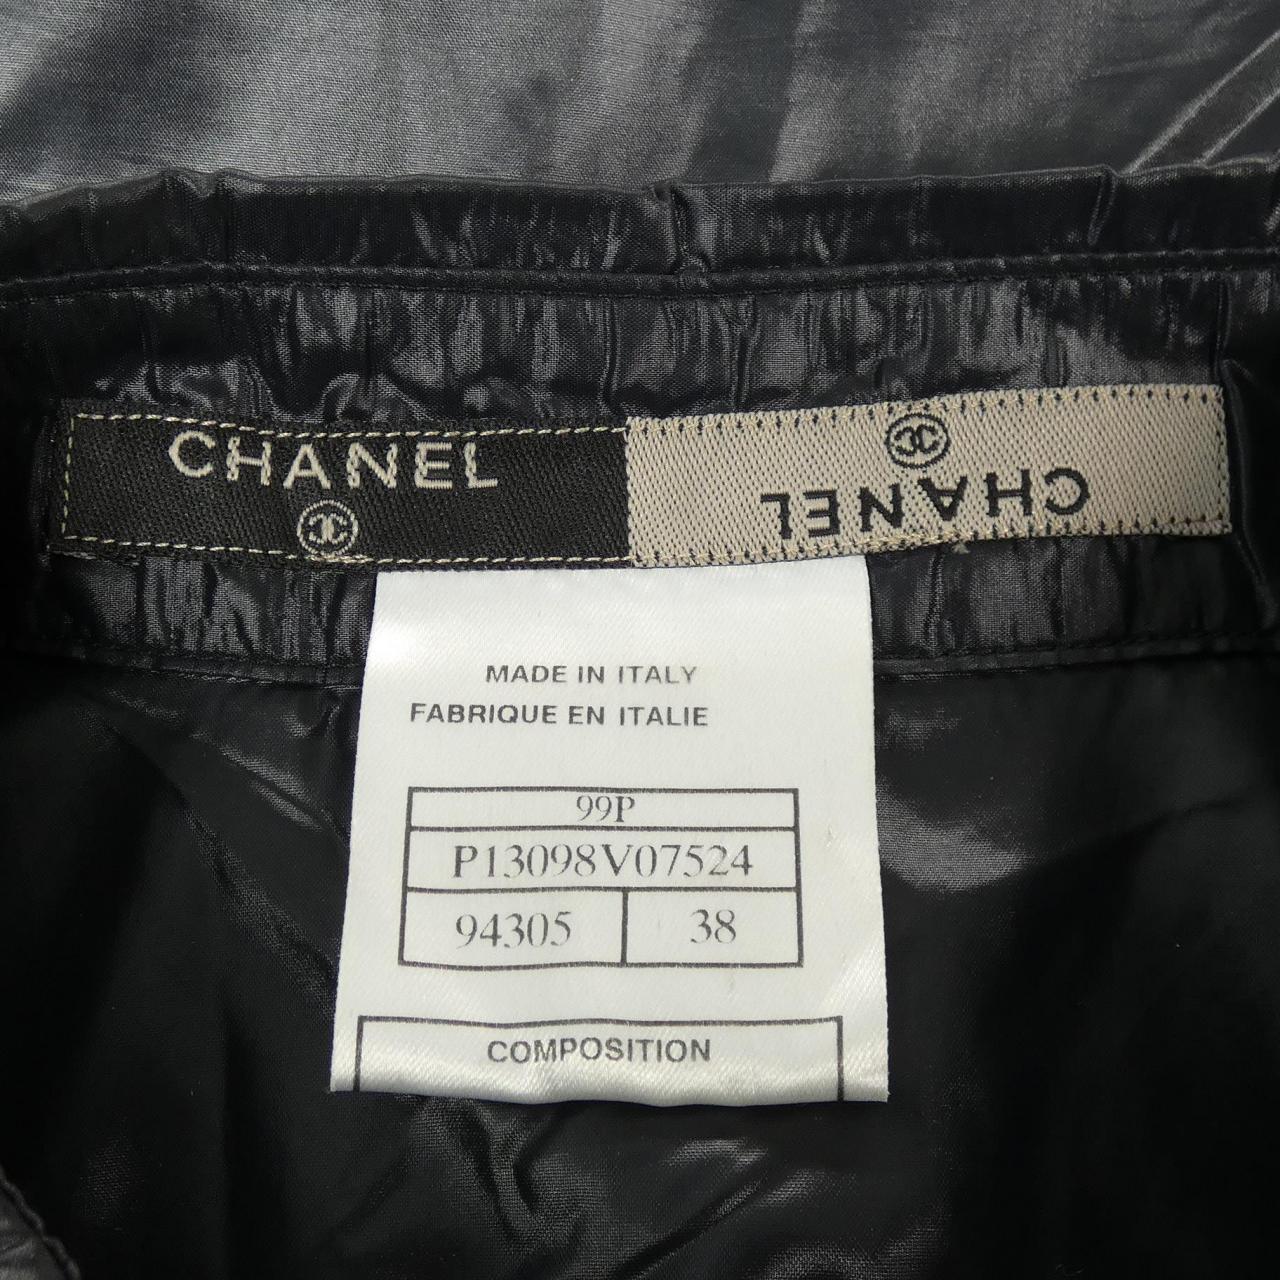 CHANEL
CHANEL
MADE IN ITALY
FABRIQUE EN ITALIE
99P
P13098V07524
94305 38
COMPOSITION